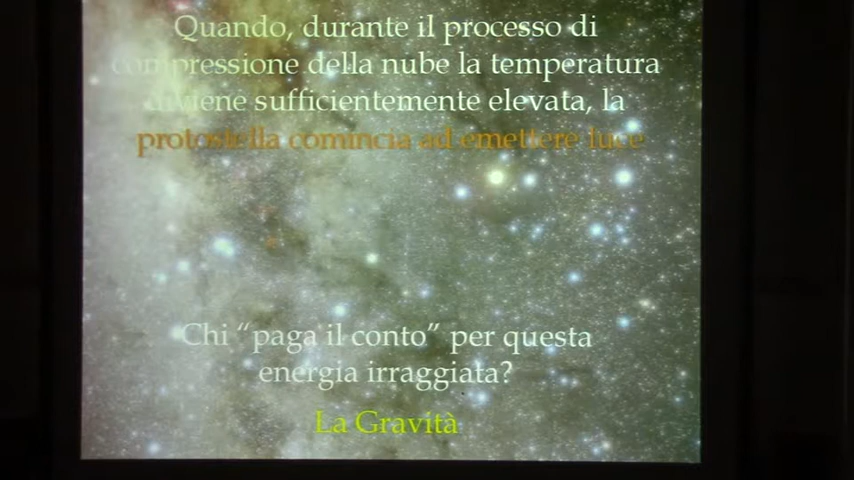 Quando, durante il processo di
compressione della nube la temperatura
diviene sufficientemente elevata, la
protostella comincia ad emettere luce
Chi “paga il conto” per questa
energia irraggiata?
La Gravità